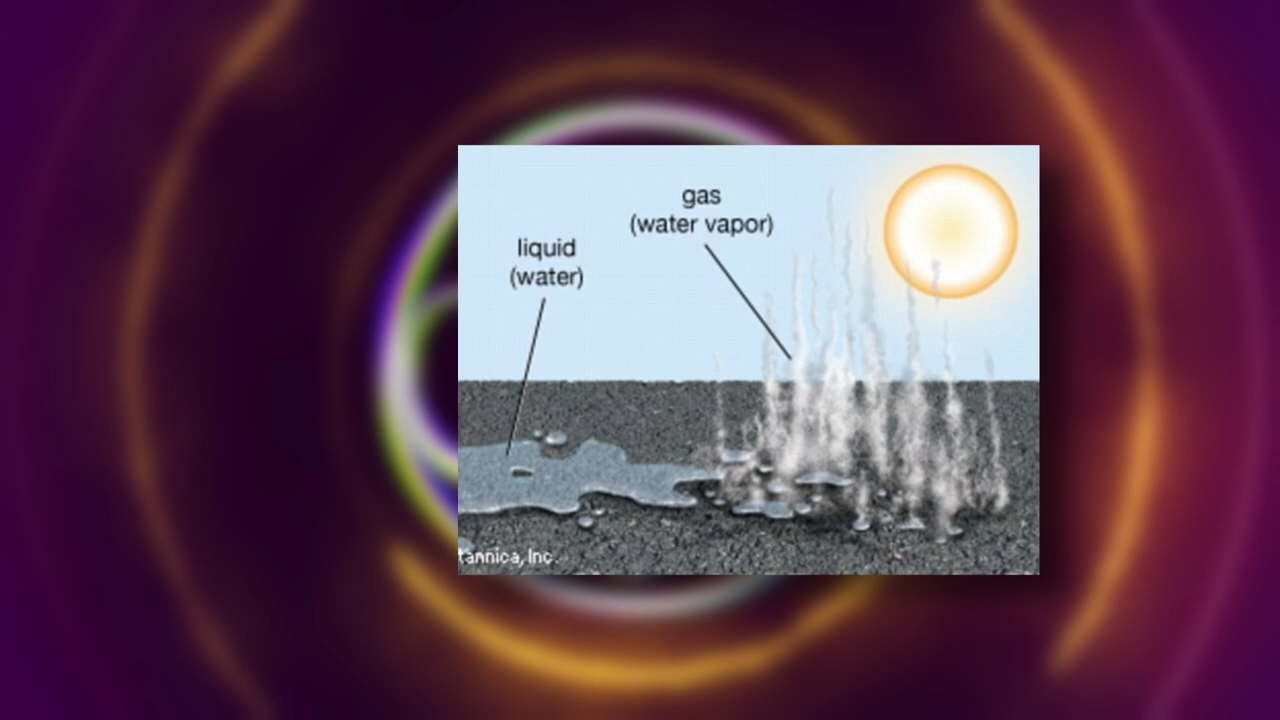 gas
(water vapor)
liquid
(water)
tannica, Inc.